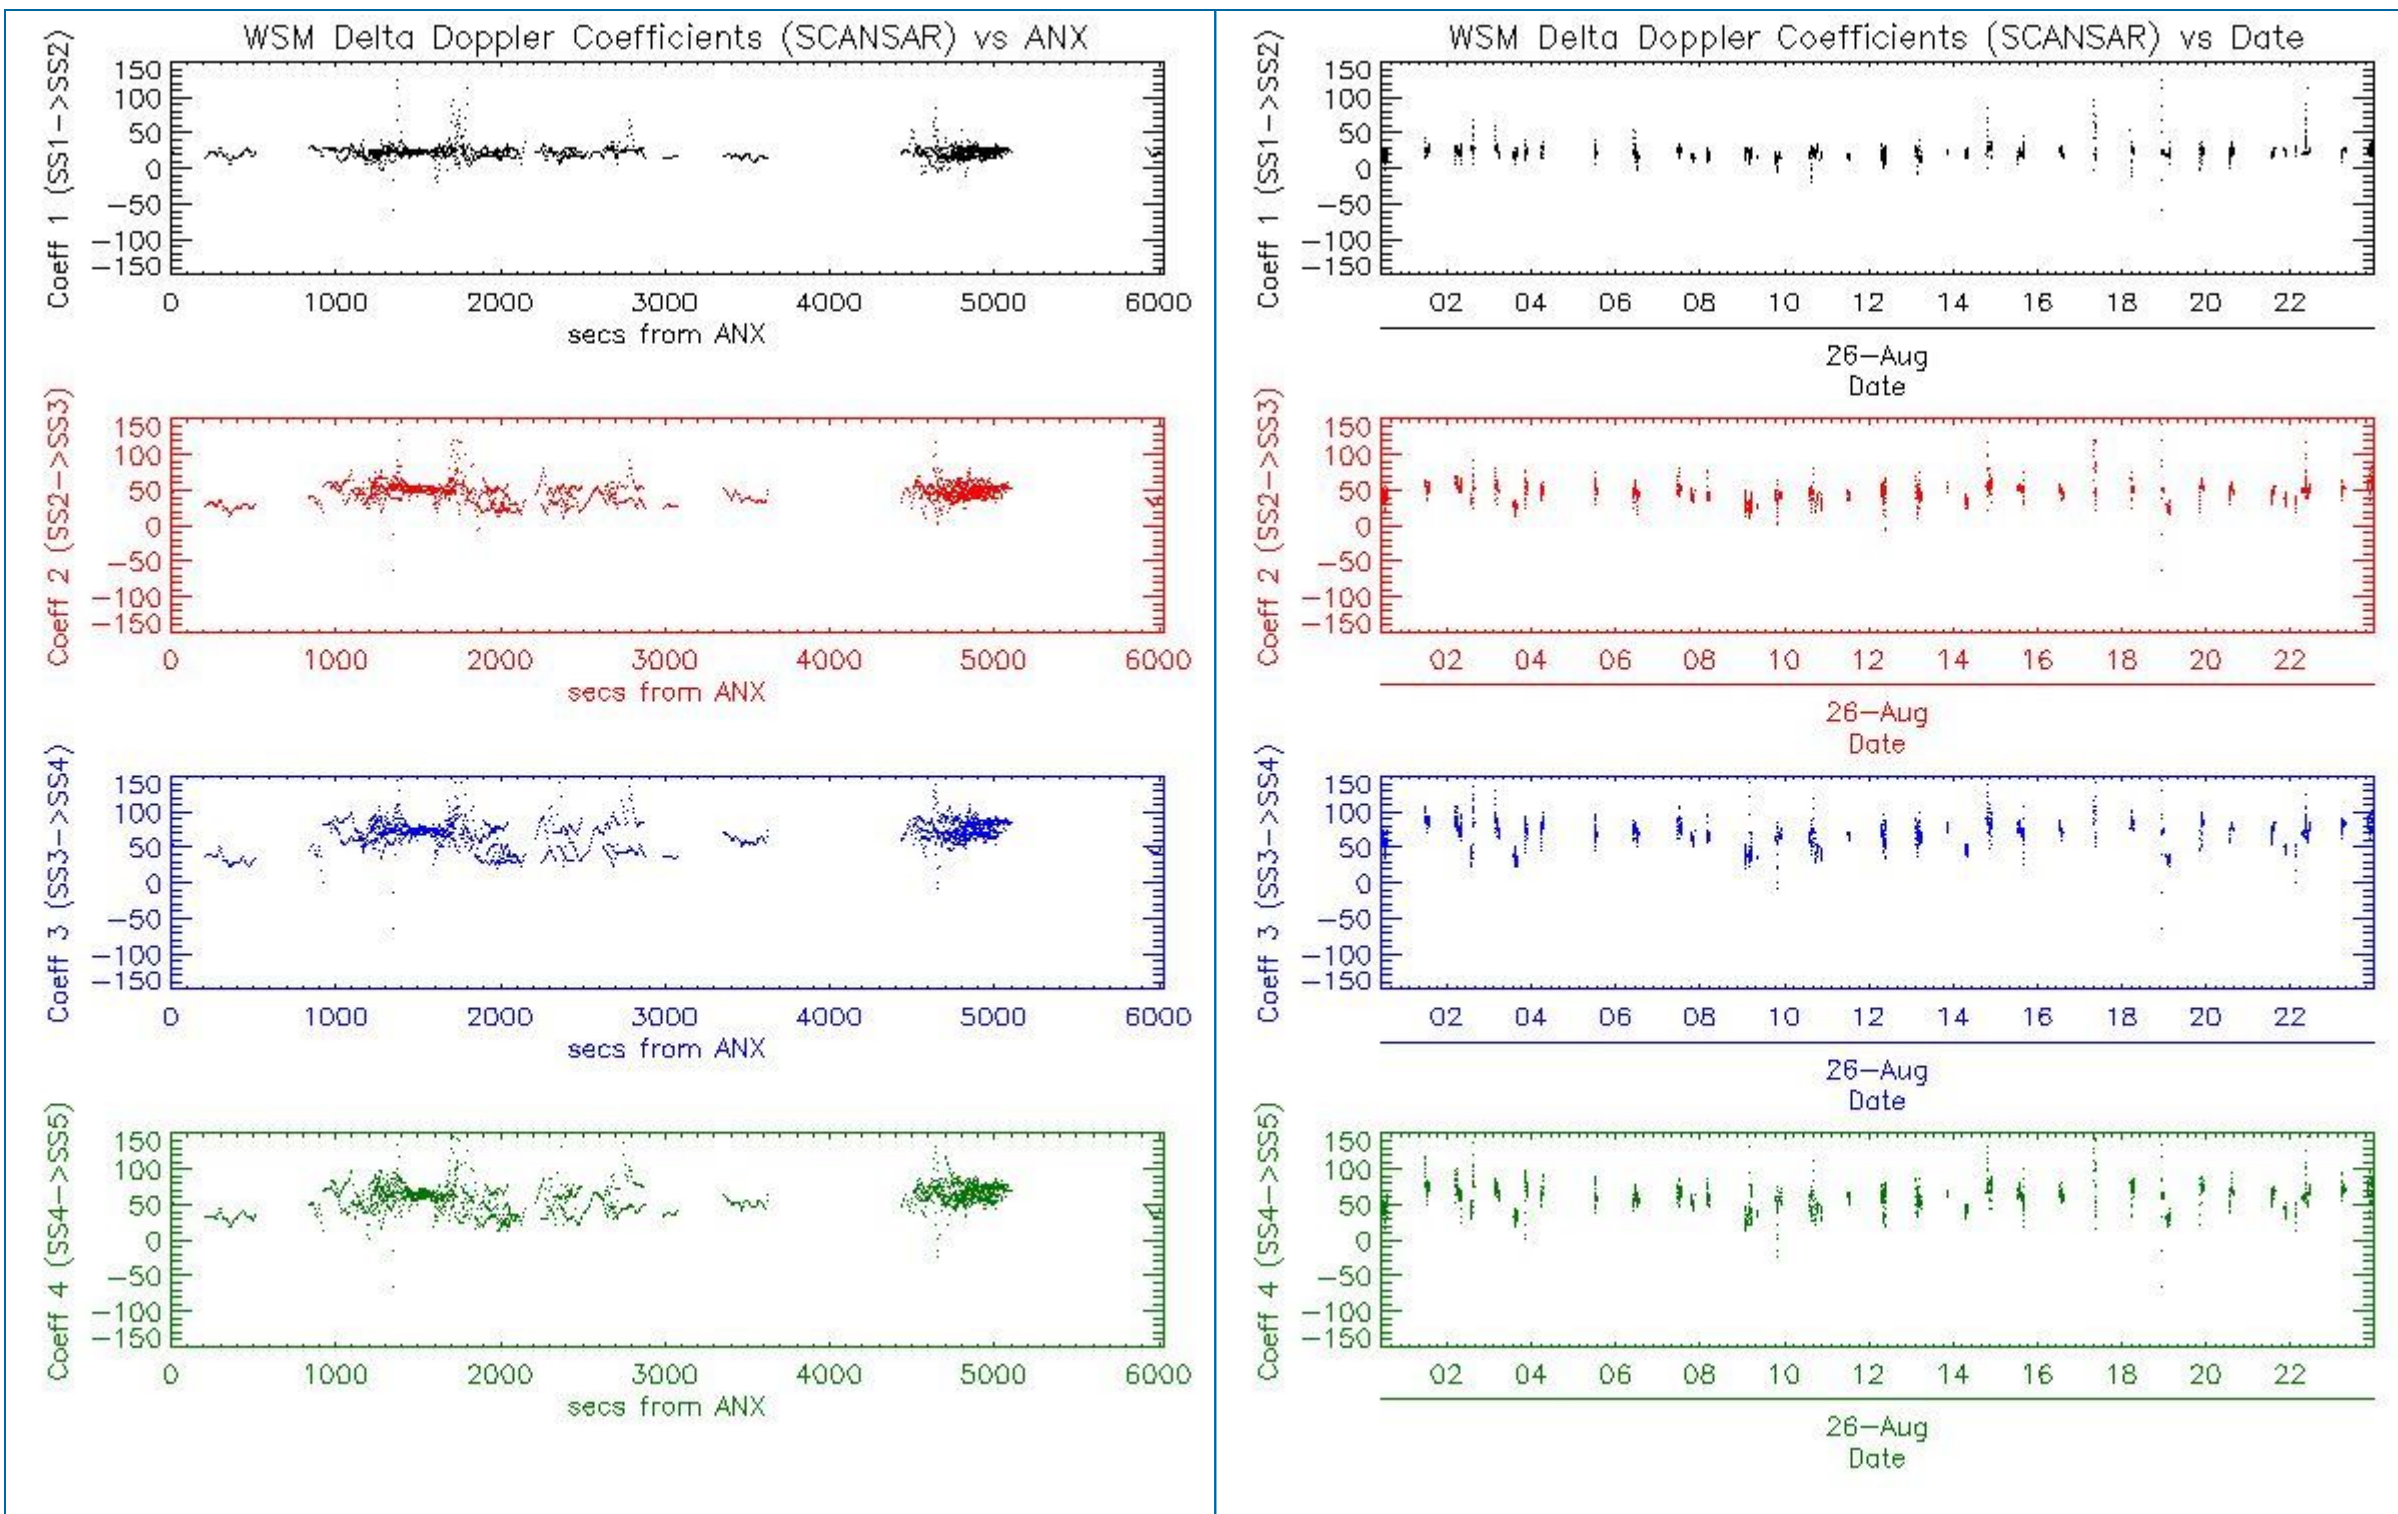 WSM Delta Doppler Coefficients (SCANSAR) vs ANX
Coeff 1 (SS1->SS2)
150
100
50
0
-50
-100
-150
0 1000 2000 3000 4000 5000 6000
secs from ANX
Coeff 2 (SS2->SS3)
150
100
50
0
-50
-100
-150
0 1000 2000 3000 4000 5000 6000
secs from ANX
Coeff 3 (SS3->SS4)
150
100
50
0
-50
-100
-150
0 1000 2000 3000 4000 5000 6000
secs from ANX
Coeff 4 (SS4->SS5)
150
100
50
0
-50
-100
-150
0 1000 2000 3000 4000 5000 6000
secs from ANX
WSM Delta Doppler Coefficients (SCANSAR) vs Date
Coeff 1 (SS1->SS2)
150
100
50
0
-50
-100
-150
02 04 06 08 10 12 14 16 18 20 22
26-Aug
Date
Coeff 2 (SS2->SS3)
150
100
50
0
-50
-100
-150
02 04 06 08 10 12 14 16 18 20 22
26-Aug
Date
Coeff 3 (SS3->SS4)
150
100
50
0
-50
-100
-150
02 04 06 08 10 12 14 16 18 20 22
26-Aug
Date
Coeff 4 (SS4->SS5)
150
100
50
0
-50
-100
-150
02 04 06 08 10 12 14 16 18 20 22
26-Aug
Date